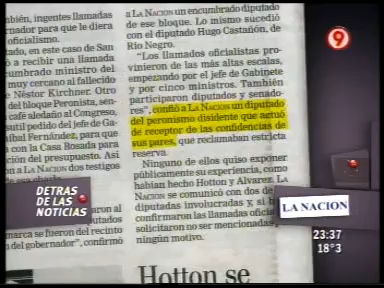 mbién, ingentes llamadas
rnador para que le diera
oficialismo.
tado, en este caso de San
ó a recibir una llamada
cumbrado ministro del
muy cercano al fallecido
Néstor Kirchner. Otro
del bloque Peronista, sen-
café aledaño al Congreso,
sutil pedido del jefe de Ga-
níbal Fernández, para que
con la Casa Rosada para
ción del presupuesto. Así
LA NACION dos testigos
a LA NACION un encumbrado diputado
de ese bloque. Lo mismo sucedió
con el diputado Hugo Castañón, de
Río Negro.
"Los llamados oficialistas pro-
vinieron de las más altas escalas,
empezando por el jefe de Gabinete
y por cinco ministros. También
participaron diputados y senado-
res", confió a LA NACION un diputado
del peronismo disidente que actuó
de receptor de las confidencias de
sus pares, que reclamaban estricta
reserva.
Ninguno de ellos quiso exponer
públicamente su experiencia, como
habían hecho Hotton y Alvarez. LA
NACION se comunicó con dos de
diputadas involucradas y, si b
confirmaron las llamadas oficia
solicitaron no ser mencionadas
ningún motivo.
Hotton se
aron al
putados
marca se fueron del recinto
n del gobernador", confirmó
9
DETRAS
DE LAS
NOTICIAS
LA NACION
23:37
18°3